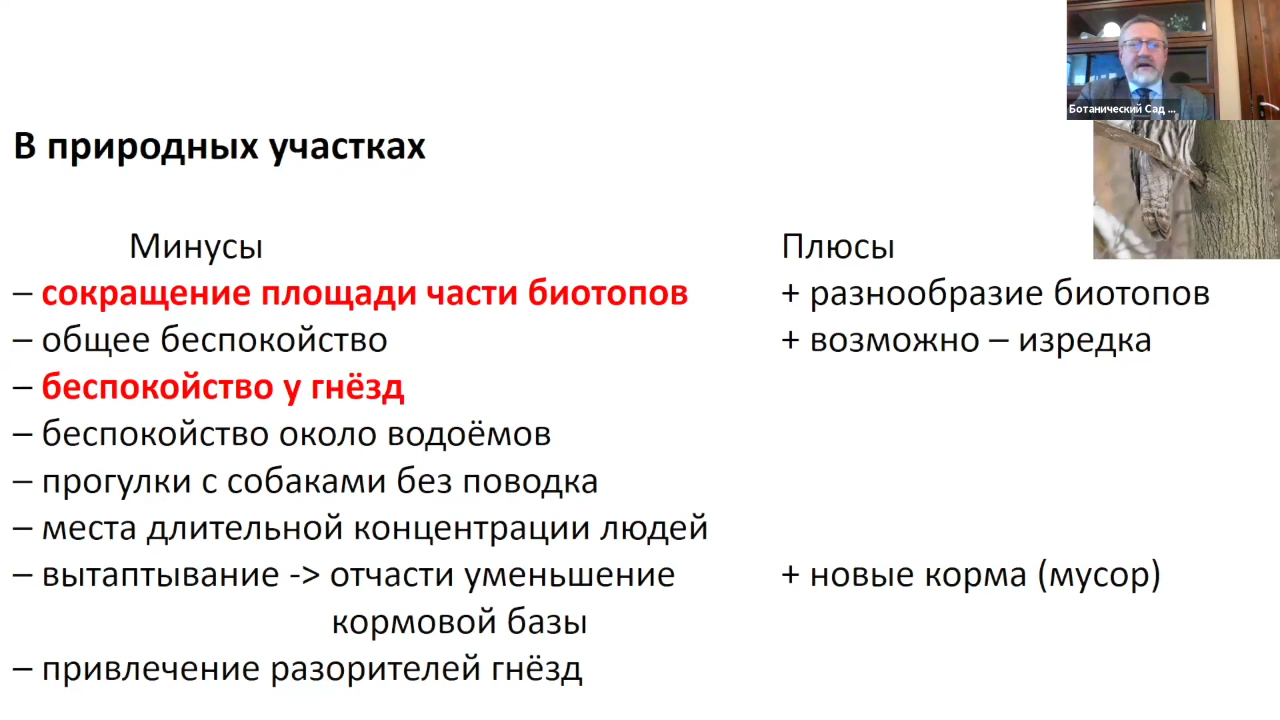 Ботанический Сад ...
В природных участках
Минусы Плюсы
– сокращение площади части биотопов + разнообразие биотопов
– общее беспокойство + возможно – изредка
– беспокойство у гнёзд
– беспокойство около водоёмов
– прогулки с собаками без поводка
– места длительной концентрации людей
– вытаптывание -> отчасти уменьшение + новые корма (мусор)
кормовой базы
– привлечение разорителей гнёзд